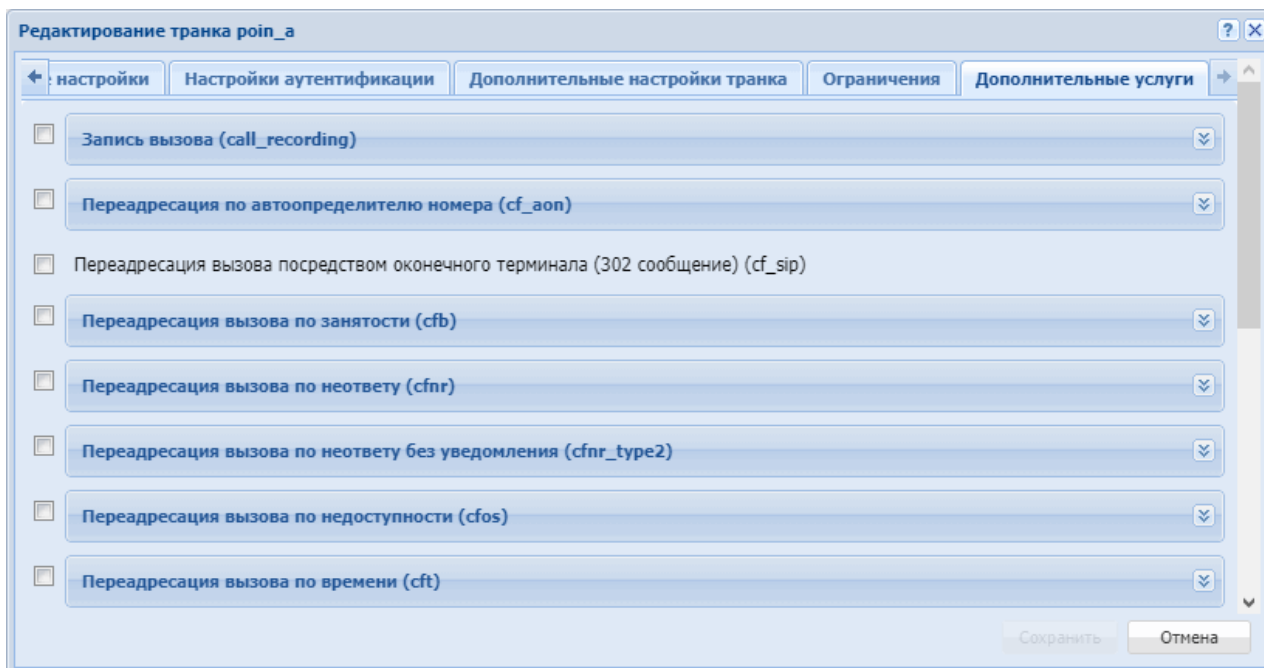 Редактирование транка poin_a
е настройки Настройки аутентификации Дополнительные настройки транка Ограничения Дополнительные услуги
Запись вызова (call_recording)
Переадресация по автоопределителю номера (cf_aon)
Переадресация вызова посредством оконечного терминала (302 сообщение) (cf_sip)
Переадресация вызова по занятости (cfb)
Переадресация вызова по неответу (cfnr)
Переадресация вызова по неответу без уведомления (cfnr_type2)
Переадресация вызова по недоступности (cfos)
Переадресация вызова по времени (cft)
Сохранить Отмена